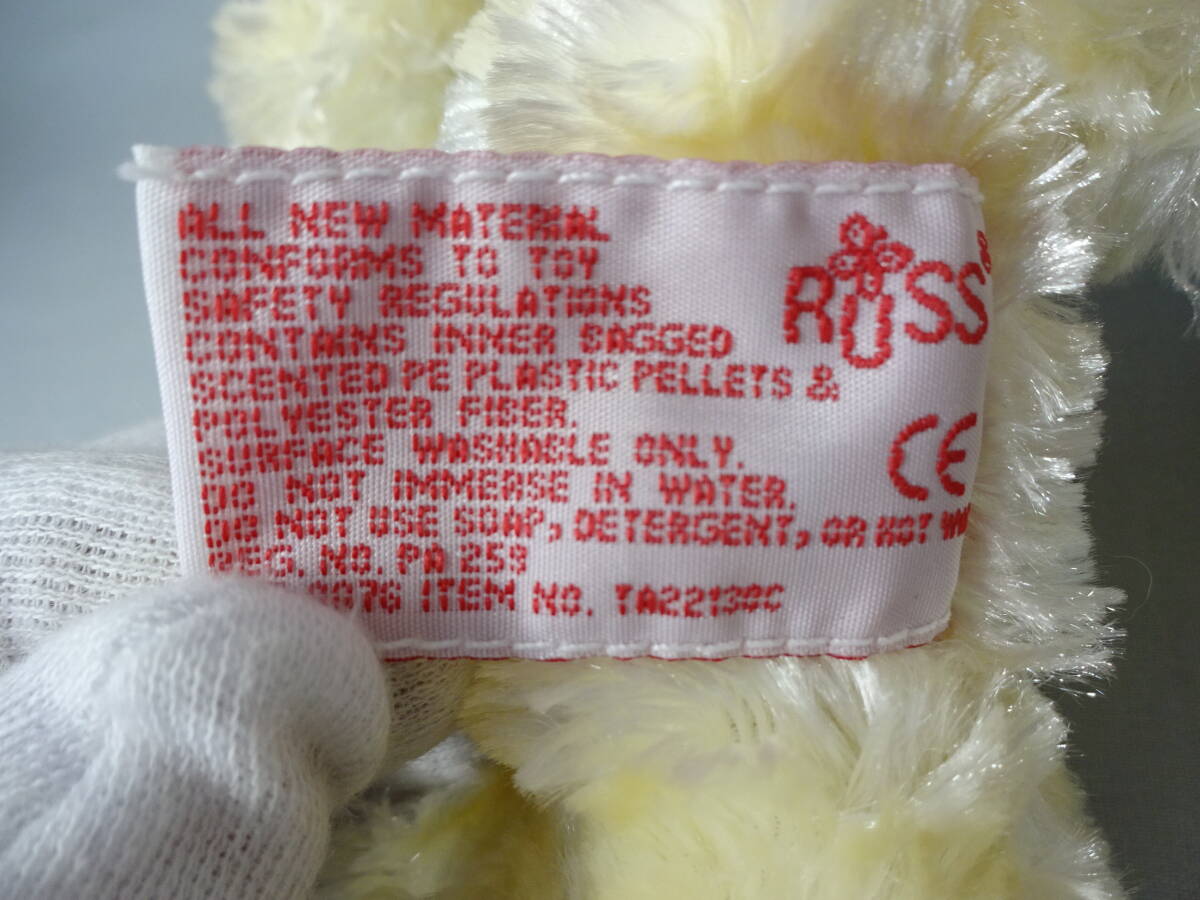 ALL NEW MATERIAL
CONFORMS TO TOY
SAFETY REGULATIONS
CONTAINS INNER BAGGED
SCENTED PE PLASTIC PELLETS &
POLYESTER FIBER
SURFACE WASHABLE ONLY.
DO NOT IMMERSE IN WATER.
DO NOT USE SOAP, DETERGENT, OR HOT
REG. NO. PA 259
ITEM NO.
RUSS®
CE